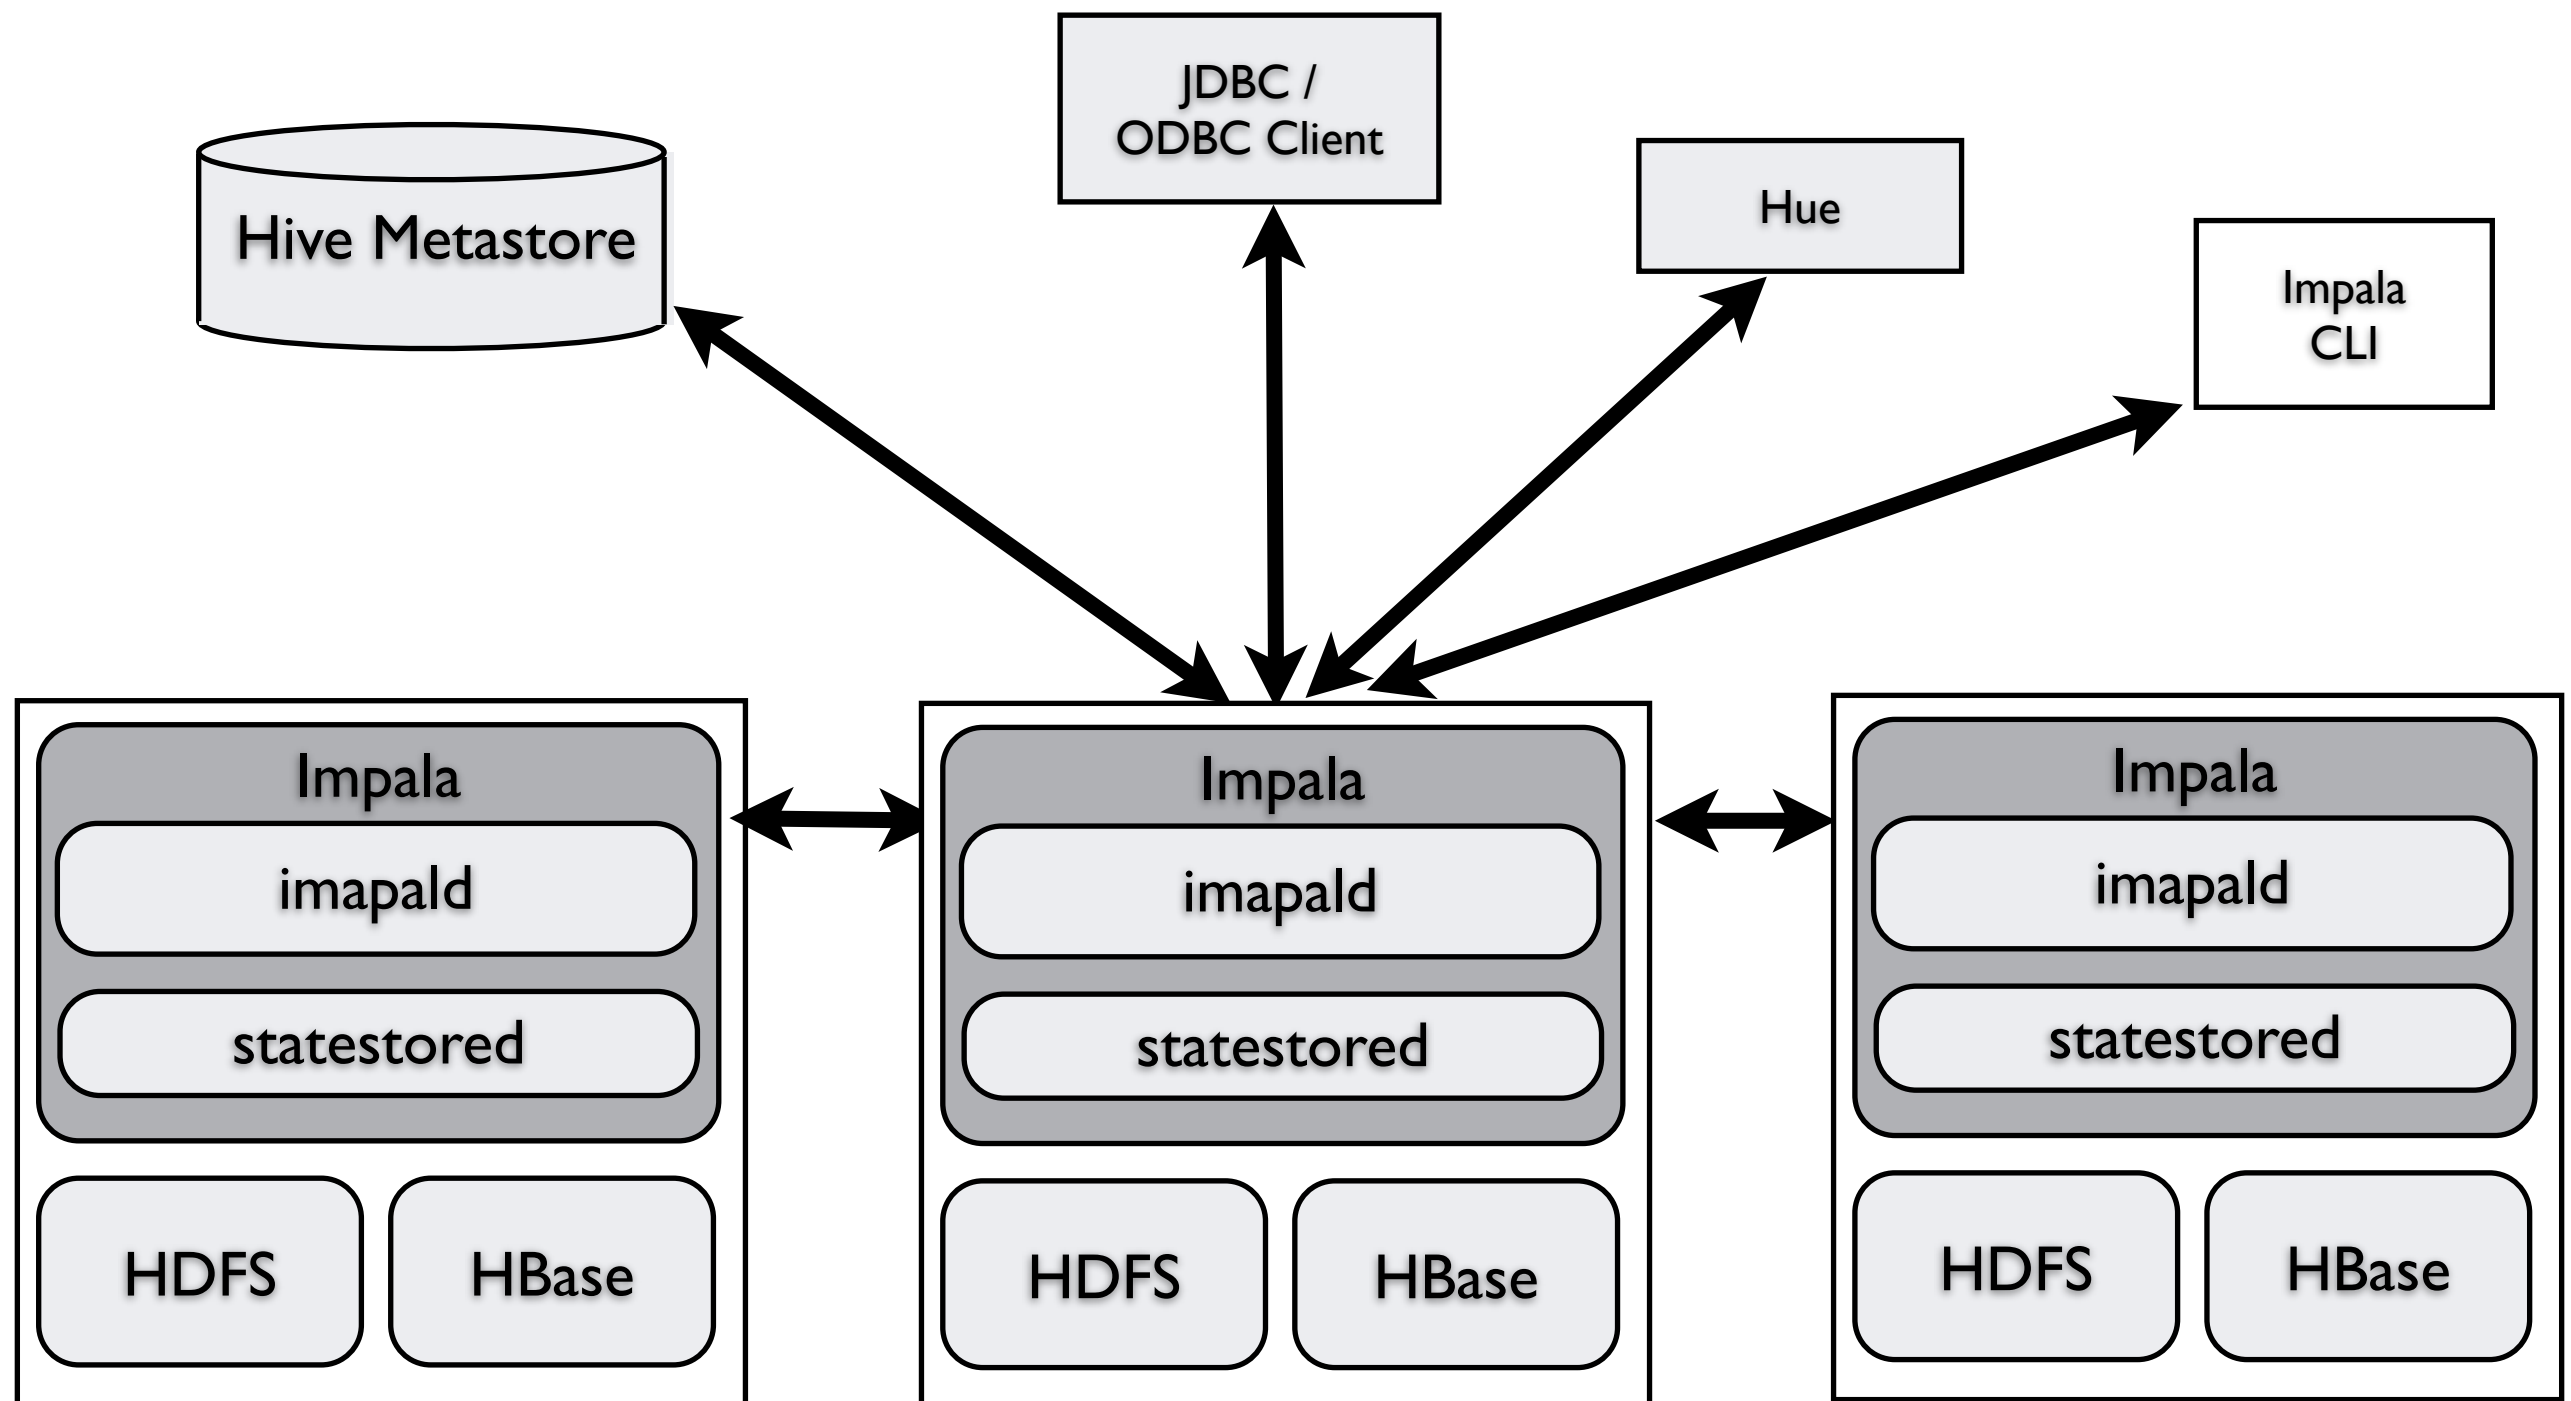 JDBC /
ODBC Client
Hive Metastore
Hue
Impala
CLI
Impala
imapald
statestored
HDFS
HBase
Impala
imapald
statestored
HDFS
HBase
Impala
imapald
statestored
HDFS
HBase